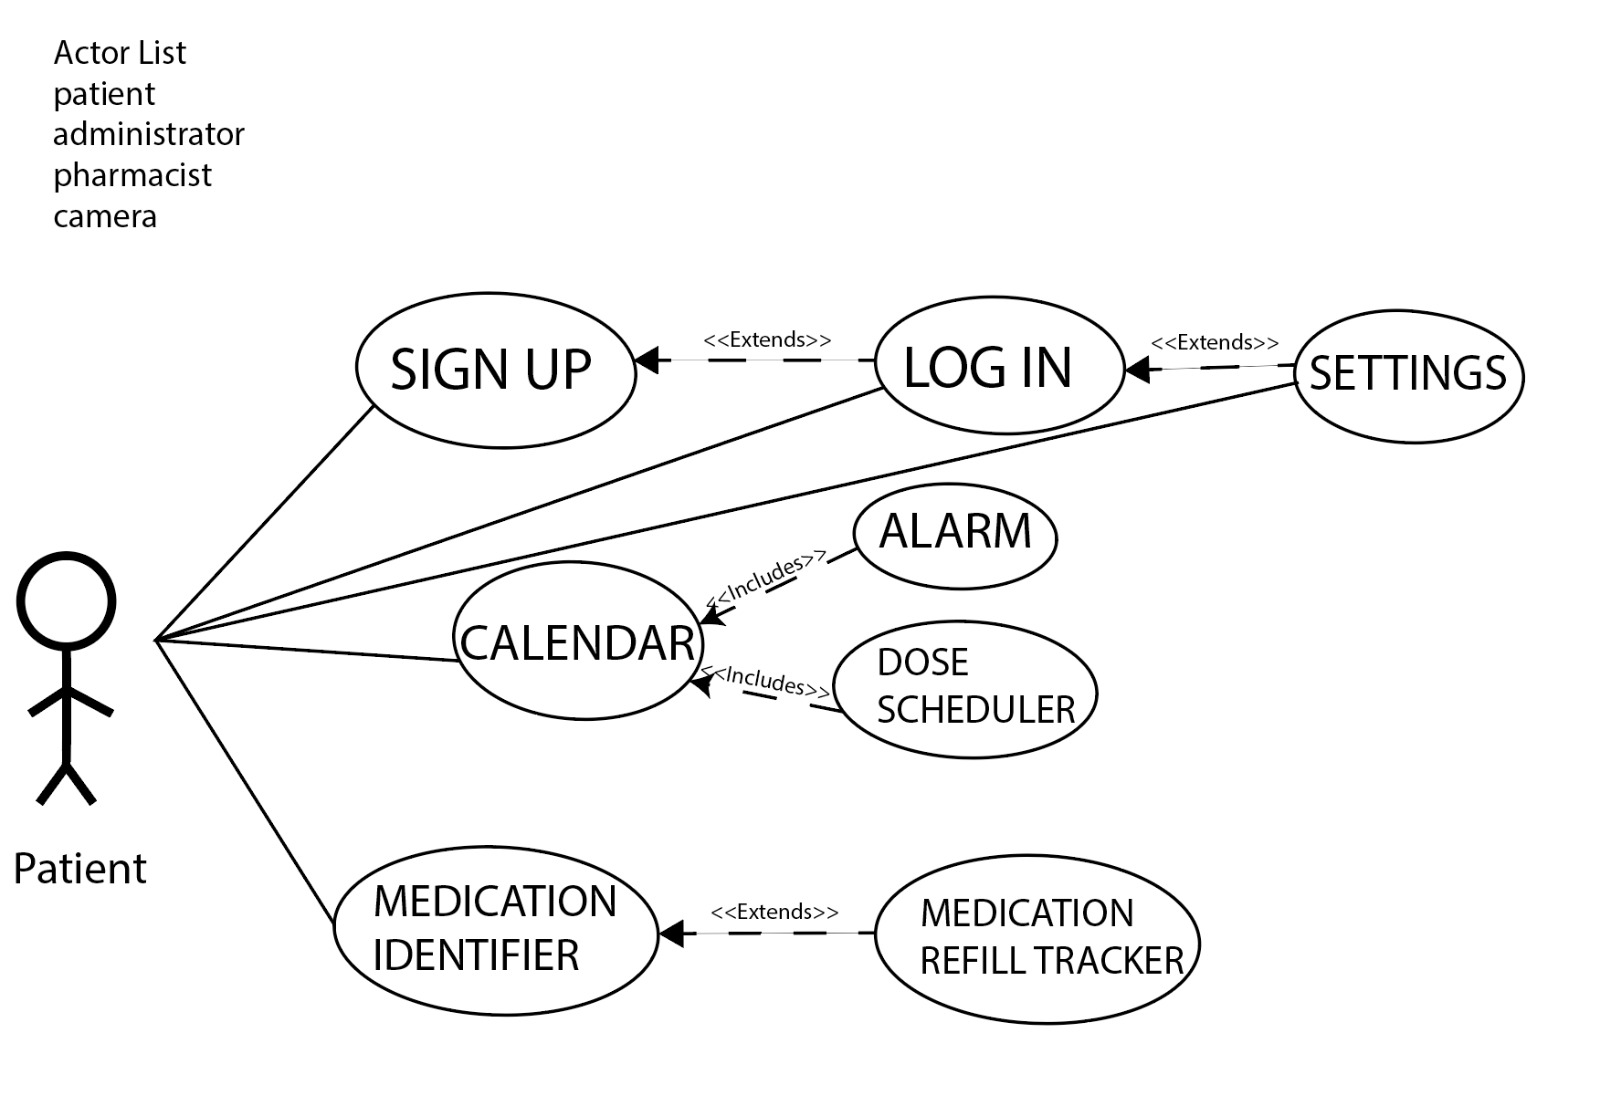 Actor List
patient
administrator
pharmacist
camera
SIGN UP
<<Extends>>
LOG IN
<<Extends>>
SETTINGS
ALARM
<<Includes>>
CALENDAR
<<Includes>>
DOSE
SCHEDULER
Patient
MEDICATION
IDENTIFIER
<<Extends>>
MEDICATION
REFILL TRACKER